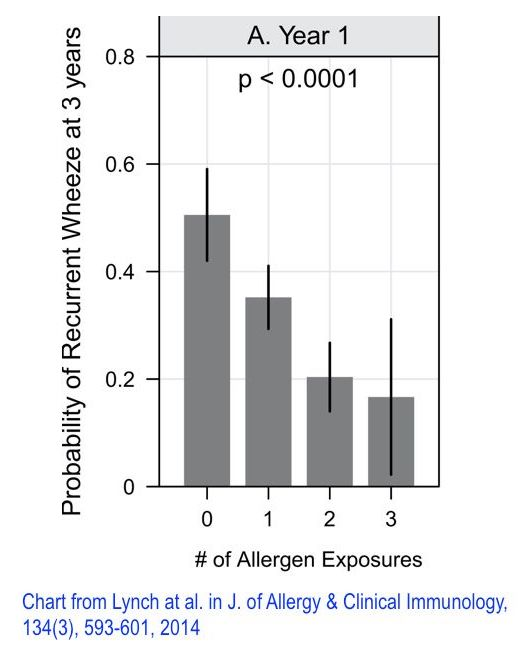 A. Year 1
p < 0.0001
Probability of Recurrent Wheeze at 3 years
0.8
0.6
0.4
0.2
0
0 1 2 3
# of Allergen Exposures
Chart from Lynch at al. in J. of Allergy & Clinical Immunology,
134(3), 593-601, 2014